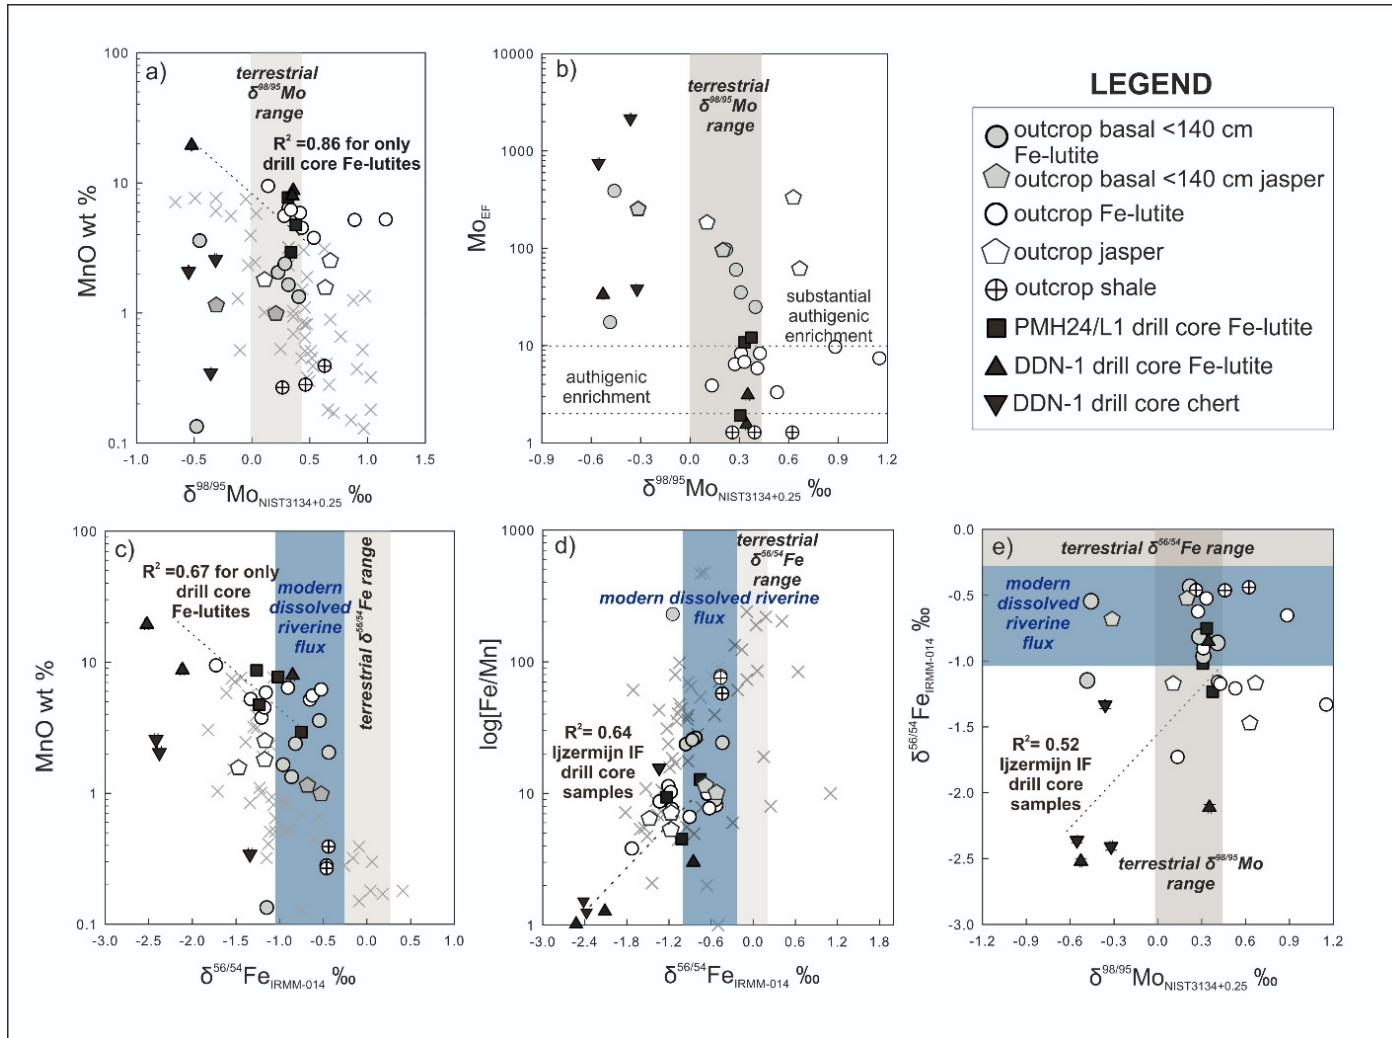 a)
100
10
1
0.1
MnO wt %
terrestrial
δ98/95Mo
range
R2 =0.86 for only
drill core Fe-lutites
-1.0
-0.5
0.0
0.5
1.0
1.5
δ98/95MoNIST3134+0.25 ‰
b)
10000
1000
100
10
1
MoEF
terrestrial
δ98/95Mo
range
substantial
authigenic
enrichment
authigenic
enrichment
-0.9
-0.6
-0.3
0.0
0.3
0.6
0.9
1.2
δ98/95MoNIST3134+0.25 ‰
LEGEND
outcrop basal <140 cm
Fe-lutite
outcrop basal <140 cm jasper
outcrop Fe-lutite
outcrop jasper
outcrop shale
PMH24/L1 drill core Fe-lutite
DDN-1 drill core Fe-lutite
DDN-1 drill core chert
c)
100
10
1
0.1
MnO wt %
R2 =0.67 for only
drill core
Fe-lutites
modern
dissolved
riverine
flux
terrestrial δ56/54Fe range
-3.0
-2.5
-2.0
-1.5
-1.0
-0.5
0.0
0.5
1.0
δ56/54FeIRMM-014 ‰
d)
1000
100
10
1
log[Fe/Mn]
terrestrial
δ56/54Fe
range
modern dissolved riverine
flux
R2= 0.64
Ijzermijn IF
drill core
samples
-3.0
-2.4
-1.8
-1.2
-0.6
0.0
0.6
1.2
1.8
δ56/54FeIRMM-014 ‰
e)
0.0
-0.5
-1.0
-1.5
-2.0
-2.5
-3.0
δ56/54FeIRMM-014 ‰
terrestrial δ56/54Fe range
modern
dissolved
riverine flux
R2= 0.52
Ijzermijn IF
drill core
samples
terrestrial δ98/95Mo
range
-1.2
-0.9
-0.6
-0.3
0.0
0.3
0.6
0.9
1.2
δ98/95MoNIST3134+0.25 ‰